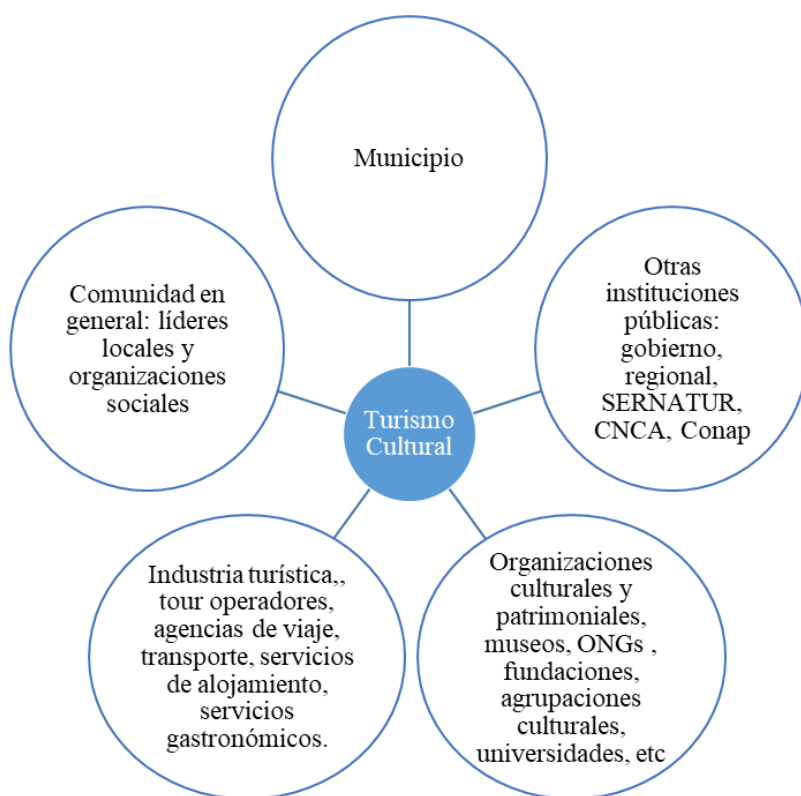 Municipio
Comunidad en
general: líderes
locales y
organizaciones
sociales
Otras
instituciones
públicas:
gobierno,
regional,
SERNATUR,
CNCA, Conap
Turismo
Cultural
Industria turística,,
tour operadores,
agencias de viaje,
transporte, servicios
de alojamiento,
servicios
gastronómicos.
Organizaciones
culturales y
patrimoniales,
museos, ONGs ,
fundaciones,
agrupaciones
culturales,
universidades, etc